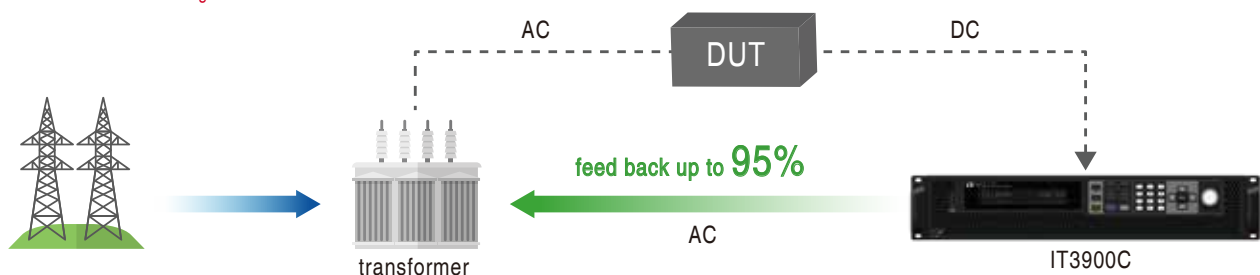 AC
DUT
DC
feed back up to 95%
AC
transformer
IT3900C